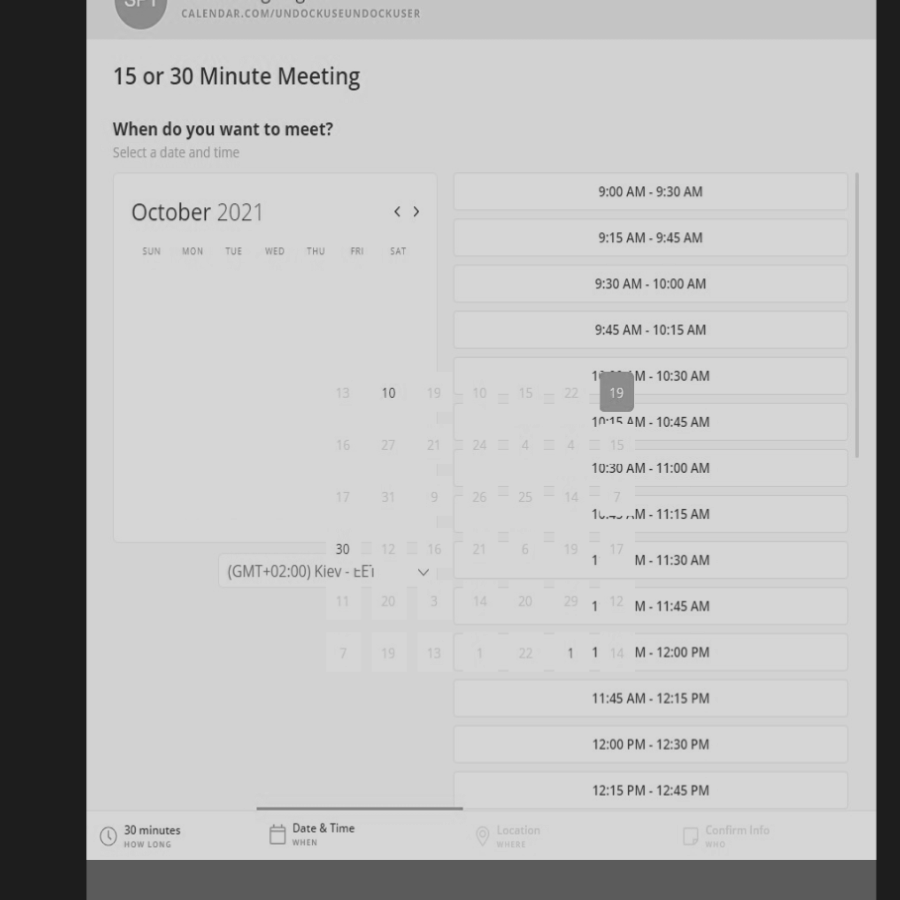 CALENDAR.COM/UNDOCKUSEUNDOCKUSER
15 or 30 Minute Meeting
When do you want to meet?
Select a date and time
October 2021
SUN MON TUE WED THU FRI SAT
9:00 AM - 9:30 AM
9:15 AM - 9:45 AM
9:30 AM - 10:00 AM
9:45 AM - 10:15 AM
M - 10:30 AM
13 10 19 10 15 22 19
10:15 AM - 10:45 AM
16 27 21 24 4 4 15
10:30 AM - 11:00 AM
17 31 9 26 25 14 7
M - 11:15 AM
30 12 16 21 6 19 17
1 M - 11:30 AM
(GMT+02:00) Kiev - EET
11 20 3 14 20 29 12
1 M - 11:45 AM
7 19 13 1 22 1 14
1 M - 12:00 PM
11:45 AM - 12:15 PM
12:00 PM - 12:30 PM
12:15 PM - 12:45 PM
30 minutes
HOW LONG
Date & Time
WHEN
Location
WHERE
Confirm Info
WHO